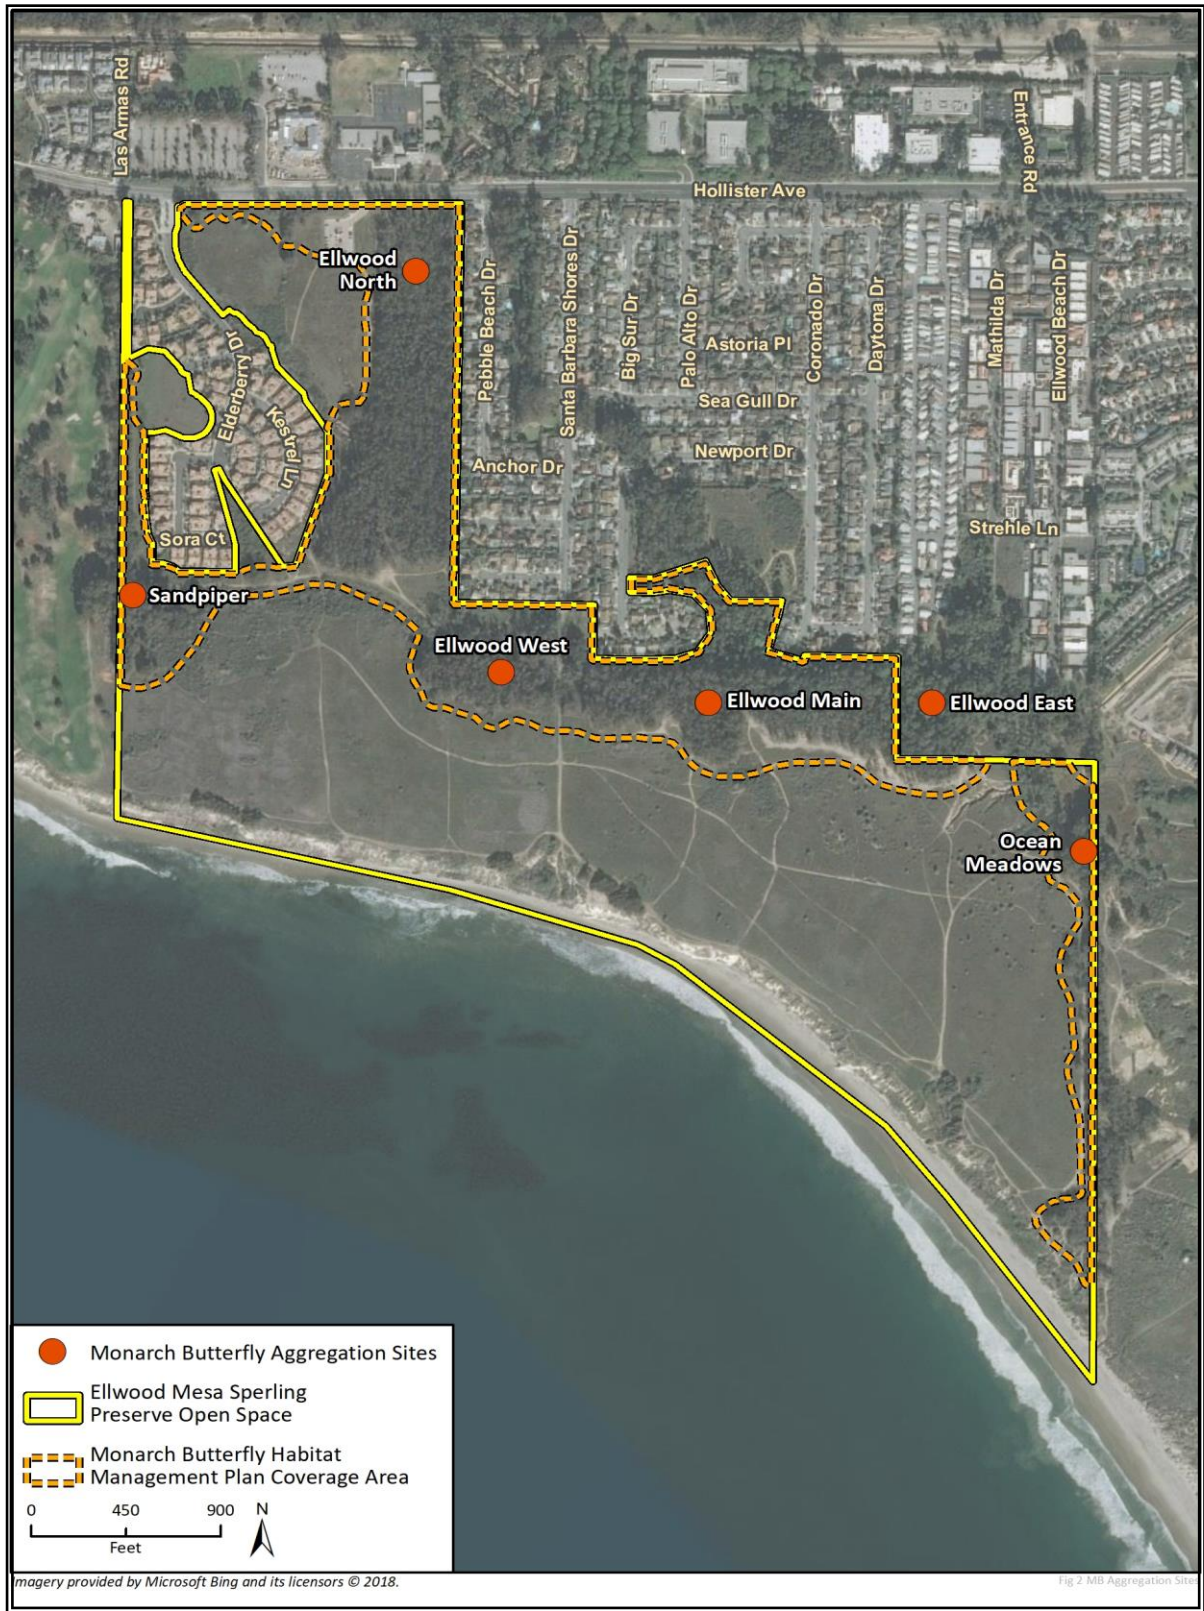 Las Armas Rd
Entrance Rd
Hollister Ave
Ellwood
North
Pebble Beach Dr
Santa Barbara Shores Dr
Big Sur Dr
Palo Alto Dr
Astoria Pl
Coronado Dr
Daytona Dr
Mathilda Dr
Ellwood Beach Dr
Elderberry Dr
Kestrel Ln
Sea Gull Dr
Anchor Dr
Newport Dr
Sora Ct
Strehle Ln
Sandpiper
Ellwood West
Ellwood Main
Ellwood East
Ocean
Meadows
Monarch Butterfly Aggregation Sites
Ellwood Mesa Sperling
Preserve Open Space
Monarch Butterfly Habitat
Management Plan Coverage Area
0 450 900 N
Feet
Imagery provided by Microsoft Bing and its licensors © 2018.
Fig 2 MB Aggregation Sites